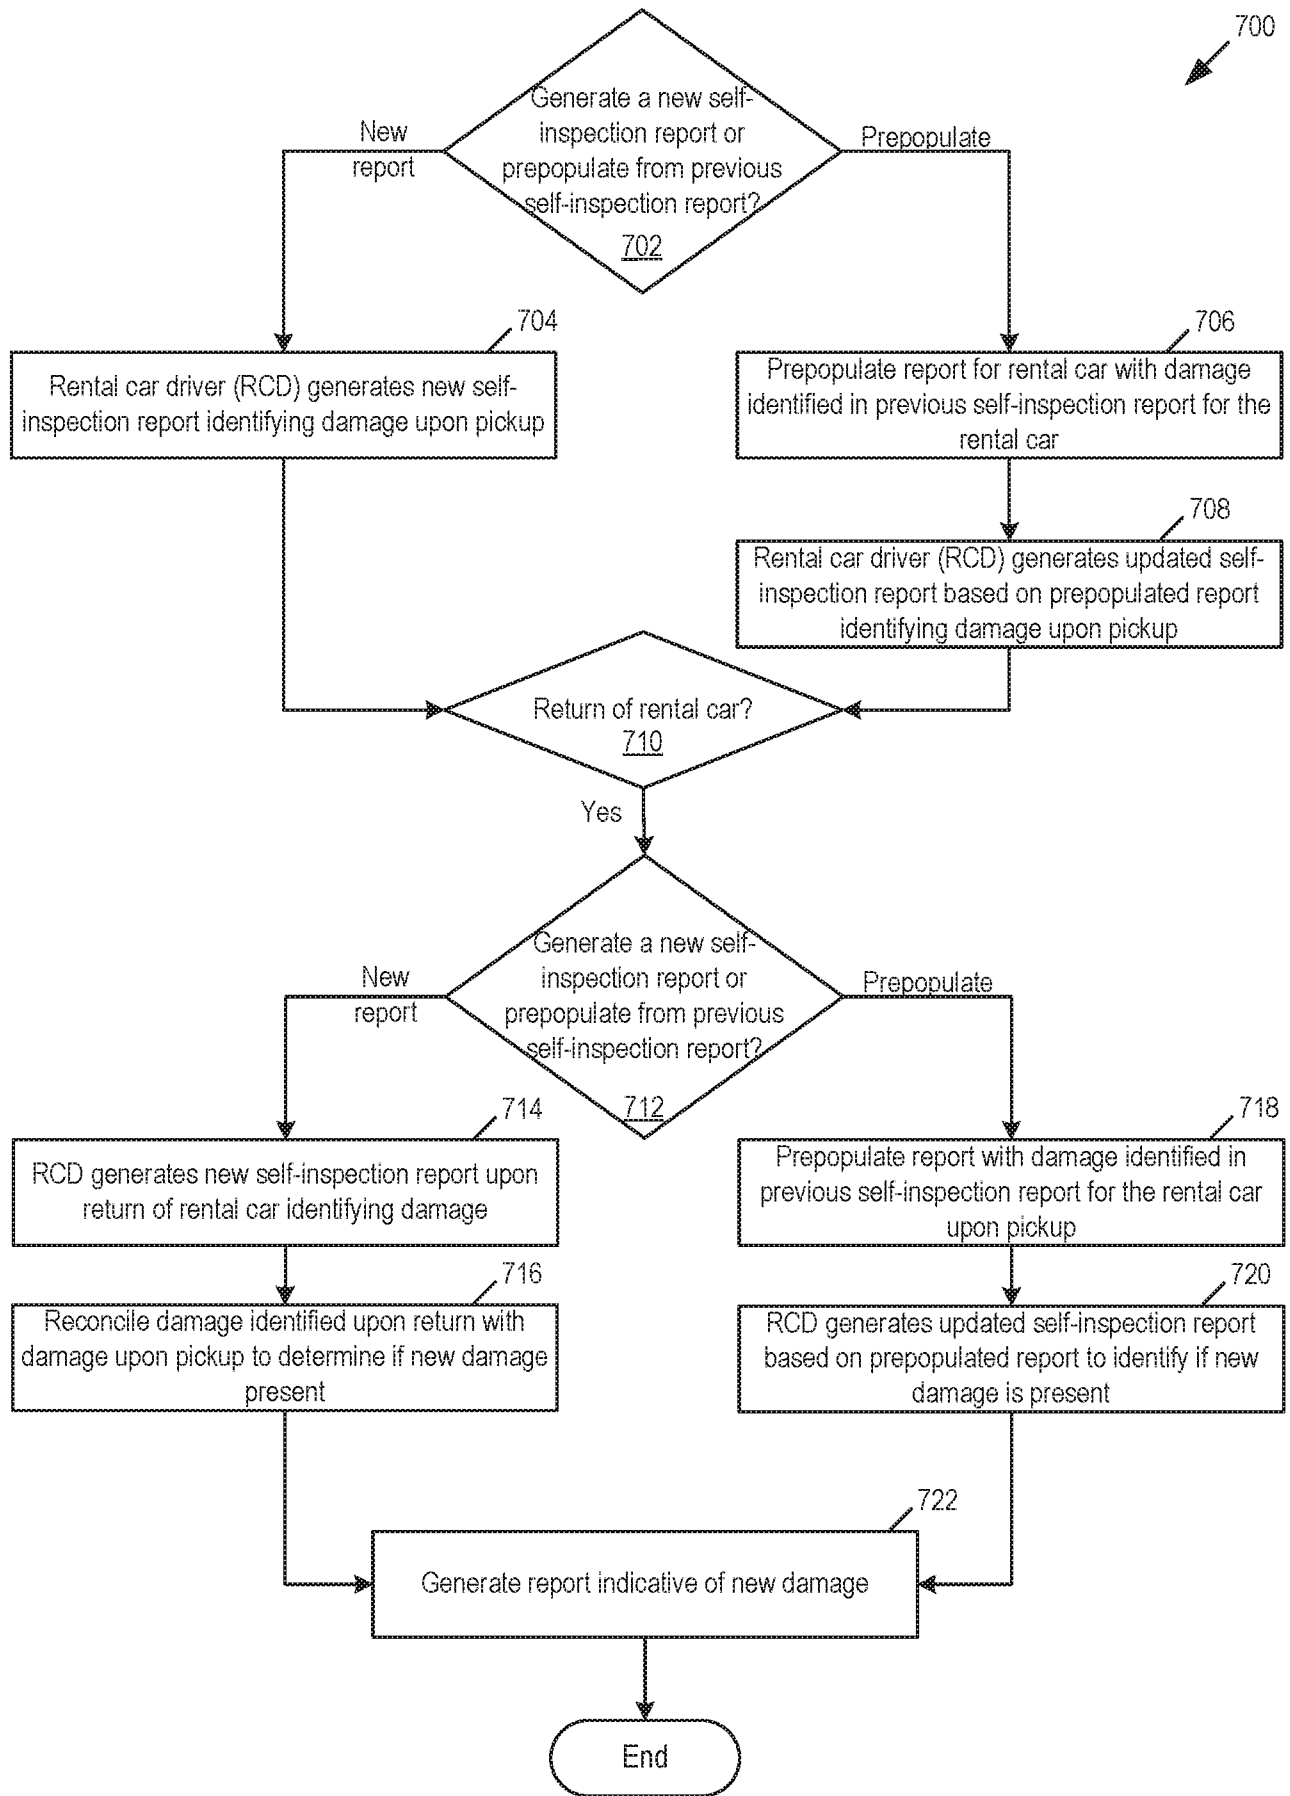 700
Generate a new self-
inspection report or
prepopulate from previous
self-inspection report?
702
New
report
Prepopulate
704
Rental car driver (RCD) generates new self-
inspection report identifying damage upon pickup
706
Prepopulate report for rental car with damage
identified in previous self-inspection report for the
rental car
708
Rental car driver (RCD) generates updated self-
inspection report based on prepopulated report
identifying damage upon pickup
Return of rental car?
710
Yes
Generate a new self-
inspection report or
prepopulate from previous
self-inspection report?
712
New
report
Prepopulate
714
RCD generates new self-inspection report upon
return of rental car identifying damage
716
Reconcile damage identified upon return with
damage upon pickup to determine if new damage
present
718
Prepopulate report with damage identified in
previous self-inspection report for the rental car
upon pickup
720
RCD generates updated self-inspection report
based on prepopulated report to identify if new
damage is present
722
Generate report indicative of new damage
End